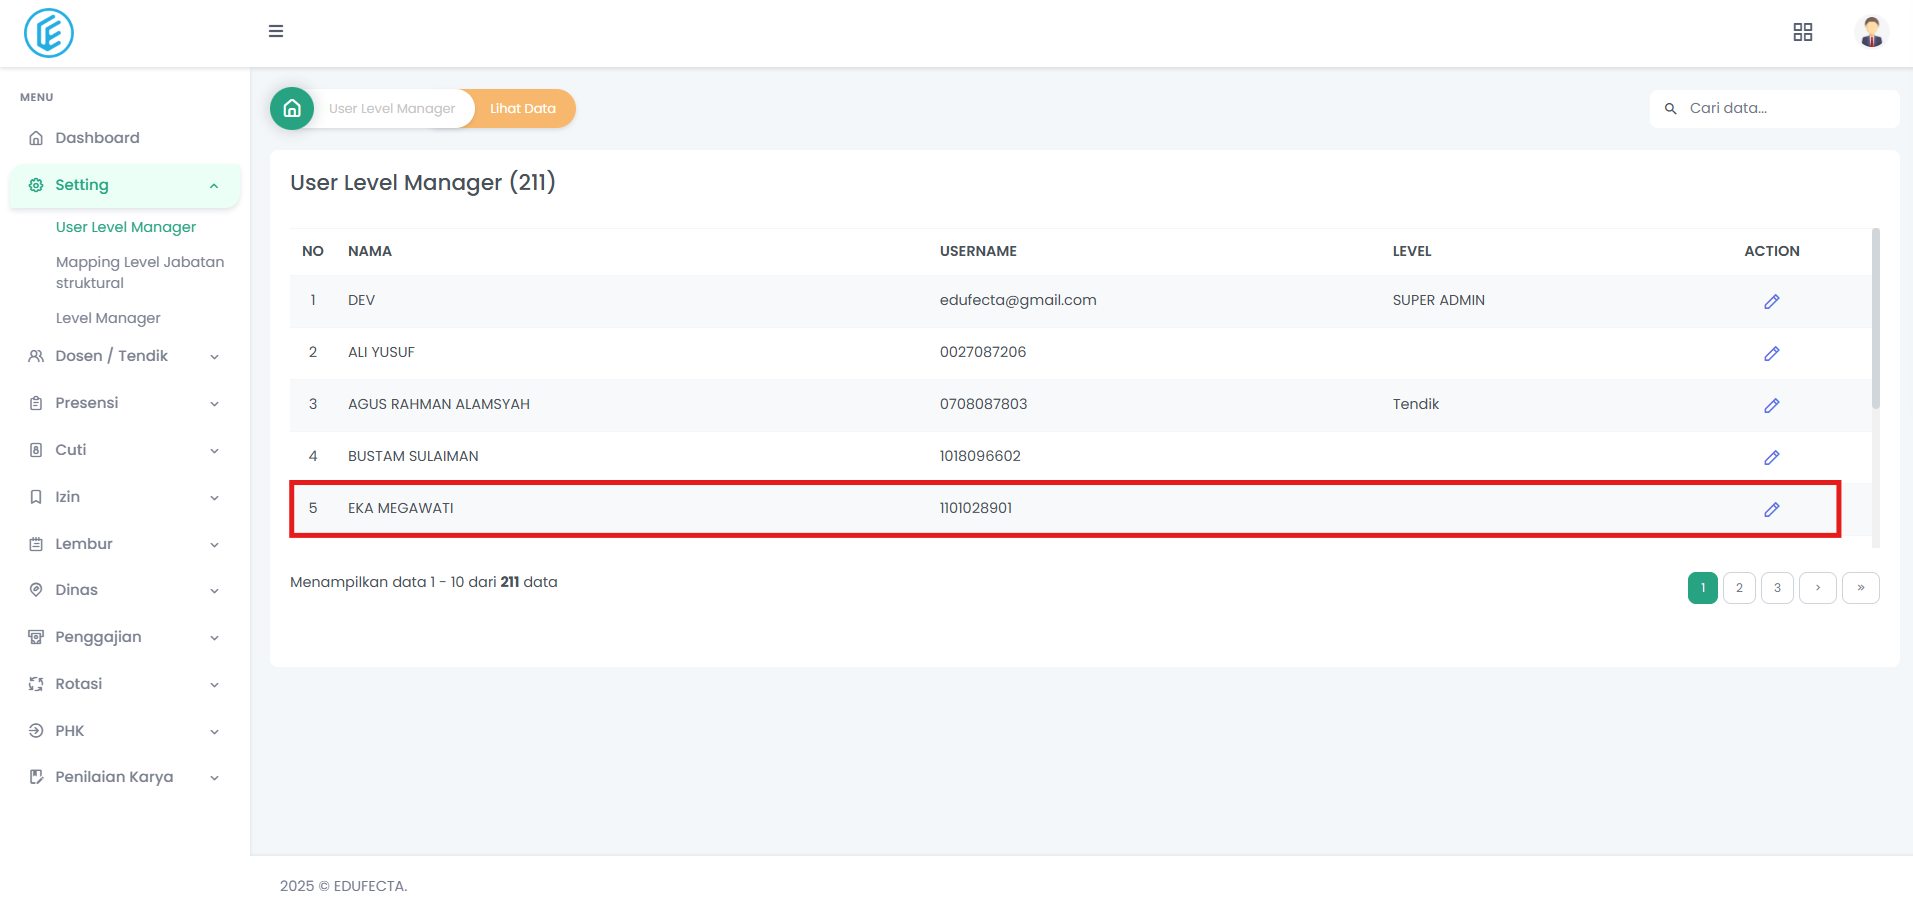 MENU
Dashboard
Setting
User Level Manager
Mapping Level Jabatan
struktural
Level Manager
Dosen / Tendik
Presensi
Cuti
Izin
Lembur
Dinas
Penggajian
Rotasi
PHK
Penilaian Karya
User Level Manager Lihat Data
Cari data...
User Level Manager (211)
NO NAMA USERNAME LEVEL ACTION
1 DEV edufecta@gmail.com SUPER ADMIN
2 ALI YUSUF 0027087206
3 AGUS RAHMAN ALAMSYAH 0708087803 Tendik
4 BUSTAM SULAIMAN 1018096602
5 EKA MEGAWATI 1101028901
Menampilkan data 1 - 10 dari 211 data
1 2 3 › »
2025 © EDUFECTA.